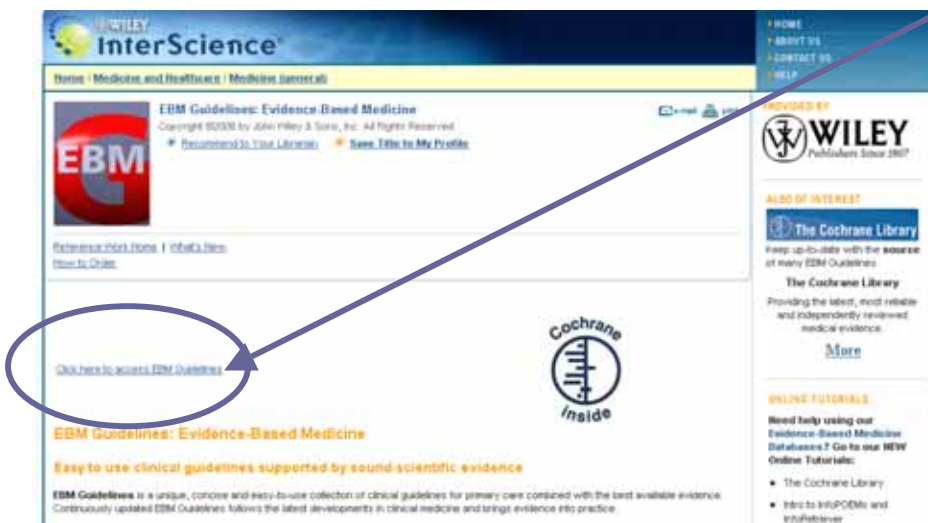 WILEY
InterScience
HOME
ABOUT US
CONTACT US
HELP
Home / Medicine and Healthcare / Medicine (general)
EBM Guidelines: Evidence-Based Medicine
Copyright ©2008 by John Wiley & Sons, Inc. All Rights Reserved.
Recommend to Your Librarian
Save Title to My Profile
e-mail
print
EBM
Reference Work Home | What's New
How to Order
PROVIDED BY
WILEY
Publishers Since 1807
ALSO OF INTEREST
The Cochrane Library
Keep up-to-date with the source
of many EBM Guidelines
The Cochrane Library
Providing the latest, most reliable
and independently reviewed
medical evidence.
More
Click here to access EBM Guidelines
Cochrane
Inside
EBM Guidelines: Evidence-Based Medicine
Easy to use clinical guidelines supported by sound scientific evidence
EBM Guidelines is a unique, concise and easy-to-use collection of clinical guidelines for primary care combined with the best available evidence.
Continuously updated EBM Guidelines follows the latest developments in clinical medicine and brings evidence into practice.
ONLINE TUTORIALS
Need help using our
Evidence-Based Medicine
Databases? Go to our NEW
Online Tutorials:
The Cochrane Library
Intro to InfoPOEMs and
InfoRetriever